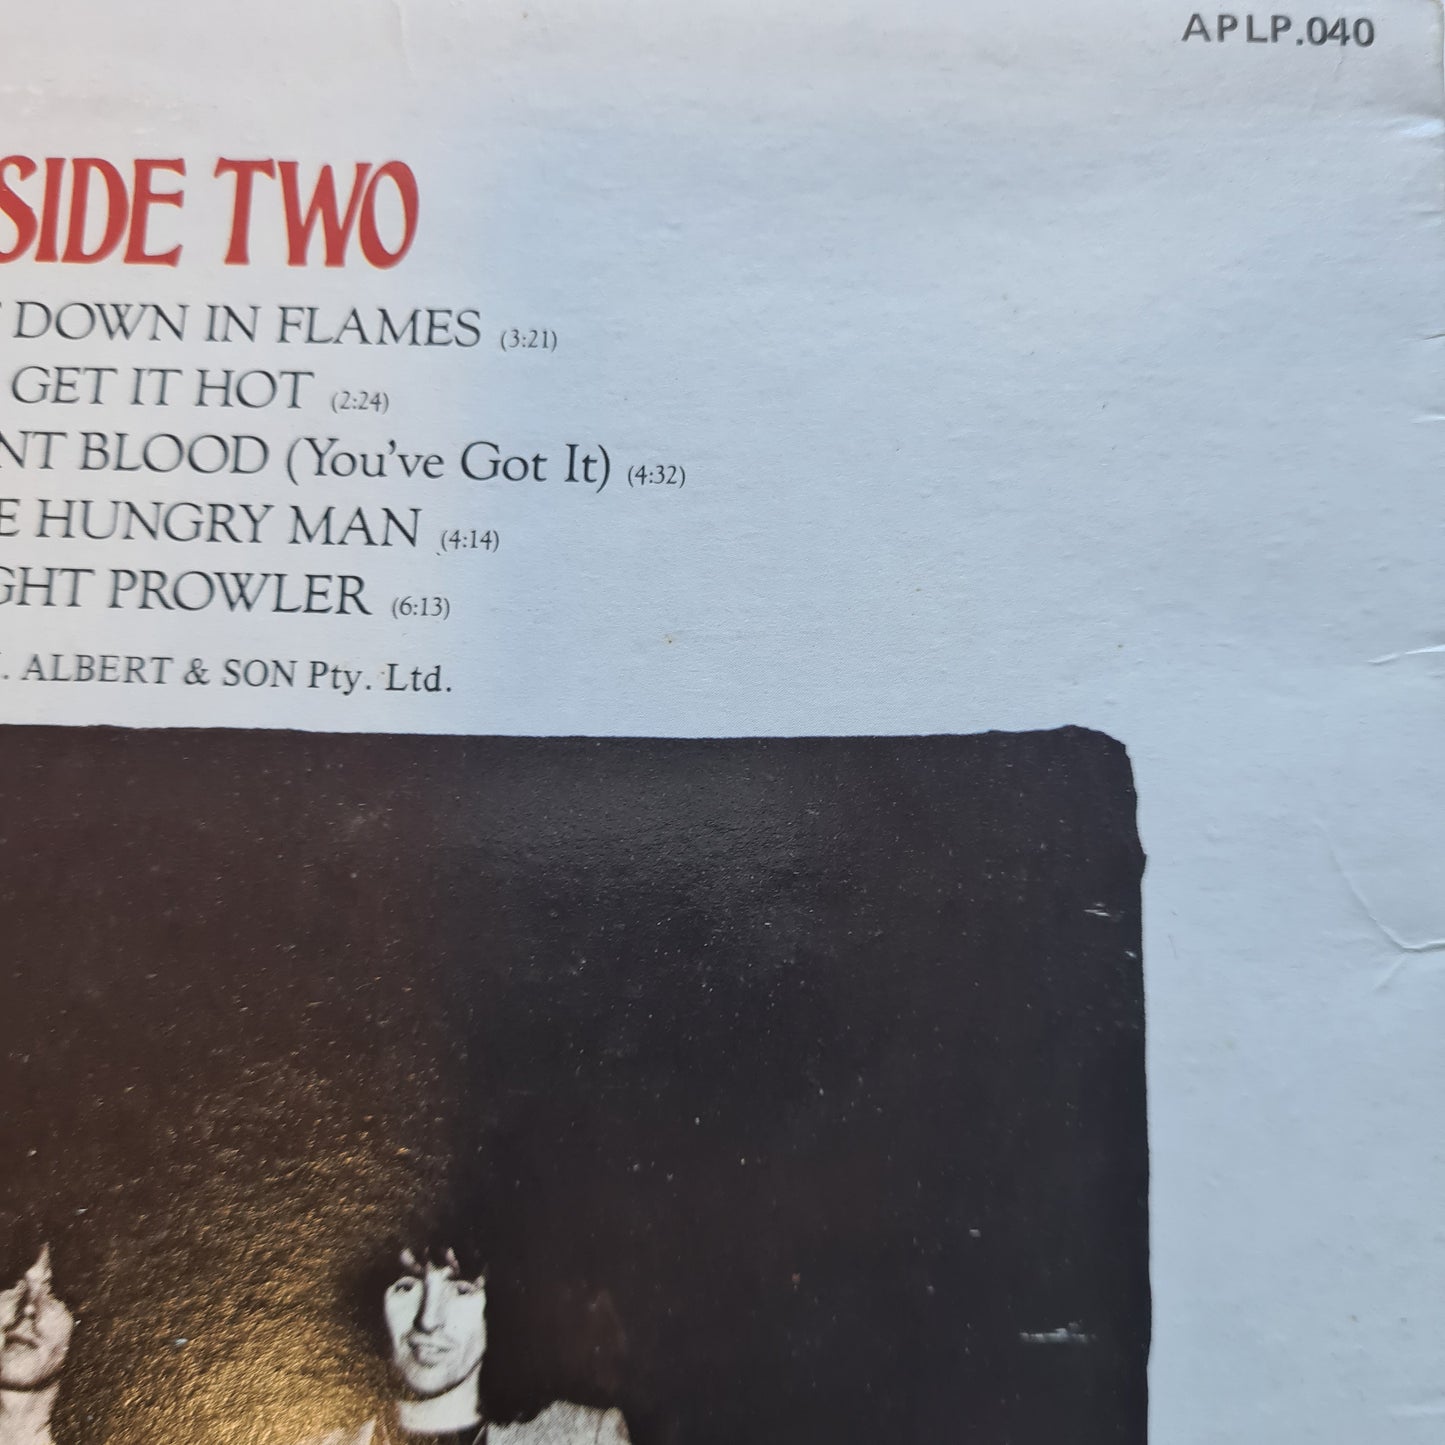 APLP.040
SIDE TWO
DOWN IN FLAMES (3:21)
GET IT HOT (2:24)
NT BLOOD (You've Got It) (4:32)
E HUNGRY MAN (4:14)
GHT PROWLER (6:13)
. ALBERT & SON Pty. Ltd.